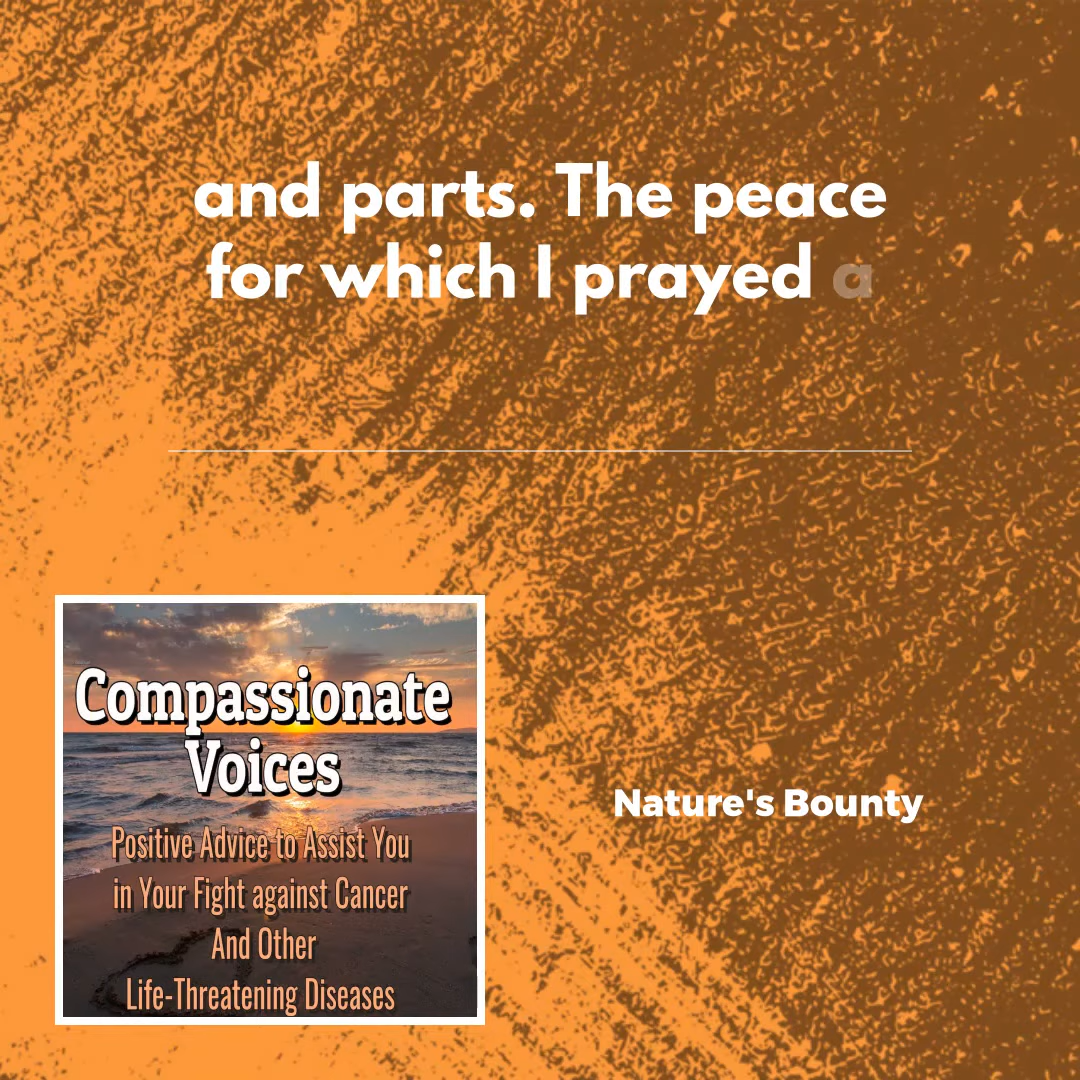 and parts. The peace
for which I prayed a
Compassionate
Voices
Positive Advice to Assist You
in Your Fight against Cancer
And Other
Life-Threatening Diseases
Nature's Bounty